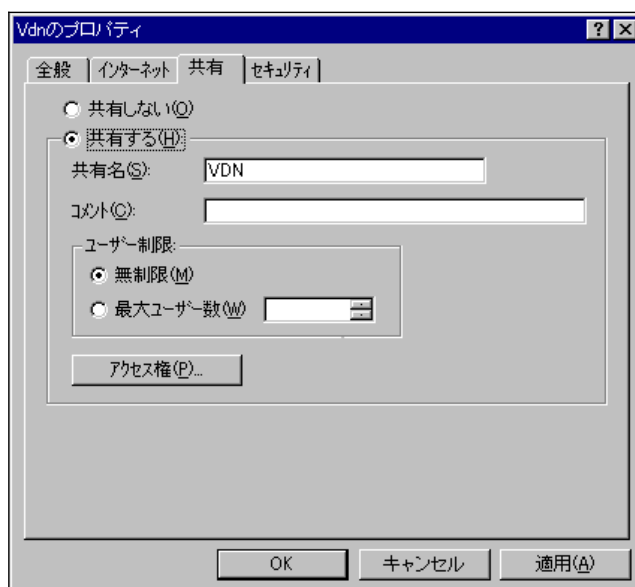 Vdnのプロパティ
全般 インターネット 共有 セキュリティ
共有しない(O)
共有する(H)
共有名(S): VDN
コメント(C):
ユーザー制限:
無制限(M)
最大ユーザー数(W)
アクセス権(P)...
OK キャンセル 適用(A)